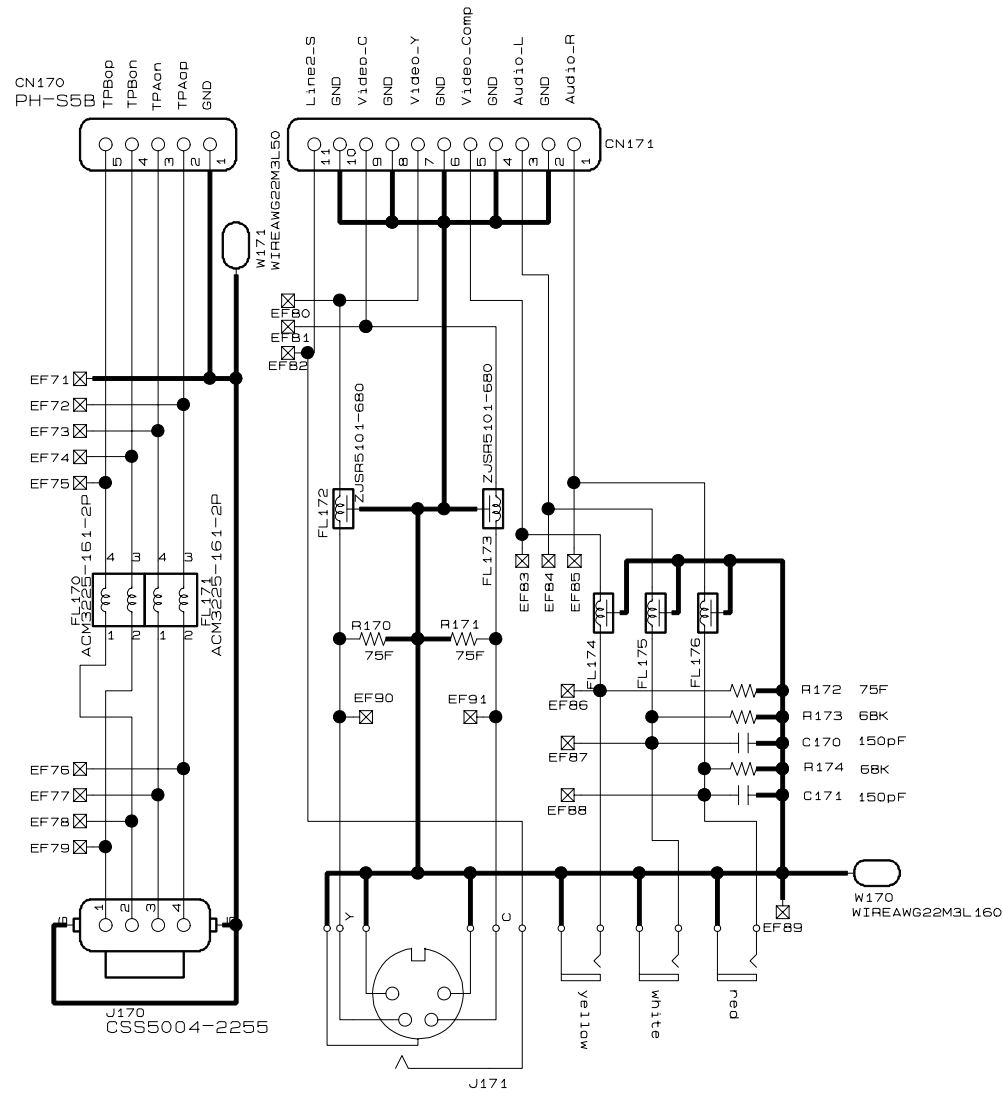 CN170
PH-S5B
TPBop
TPBon
TPAon
TPAop
GND
5
4
3
2
1
Line2-S
GND
Video_C
GND
Video_Y
GND
Video_Comp
GND
Audio_L
GND
Audio_R
11
10
9
8
7
6
5
4
3
2
1
CN171
W171
WIREAWG22M3L50
EF80
EF81
EF82
EF71
EF72
EF73
EF74
EF75
4
3
4
3
FL170
ACM3225-161-2P
FL171
ACM3225-161-2P
1
2
1
2
FL172
ZJSR5101-680
FL173
ZJSR5101-680
EF83
EF84
EF85
FL174
FL175
FL176
R170
75F
R171
75F
EF90
EF91
EF86
EF87
EF88
R172 75F
R173 68K
C170 150pF
R174 68K
C171 150pF
EF76
EF77
EF78
EF79
1
2
3
4
J170
CSS5004-2255
Y
C
J171
yellow
white
red
EF89
W170
WIREAWG22M3L160